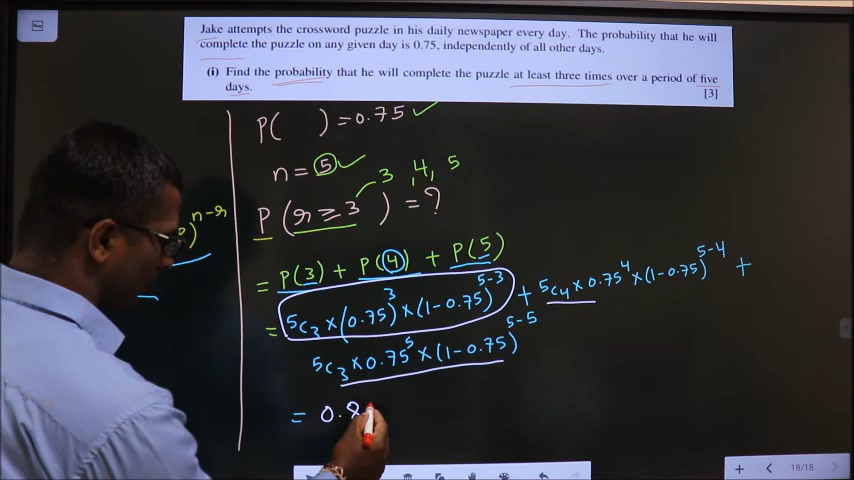 Jake attempts the crossword puzzle in his daily newspaper every day. The probability that he will
complete the puzzle on any given day is 0.75, independently of all other days.
(i) Find the probability that he will complete the puzzle at least three times over a period of five
days. [3]
P( ) = 0.75 ✓
n = 5 ✓
3, 4, 5
)^{n-r}
P (r ≥ 3) = ?
= P(3) + P(4) + P(5)
= 5c₃ × (0.75)³ × (1-0.75)^{5-3} + 5c₄ × 0.75⁴ × (1-0.75)^{5-4} +
5c₃ × 0.75⁵ × (1-0.75)^{5-5}
= 0.8
18/18